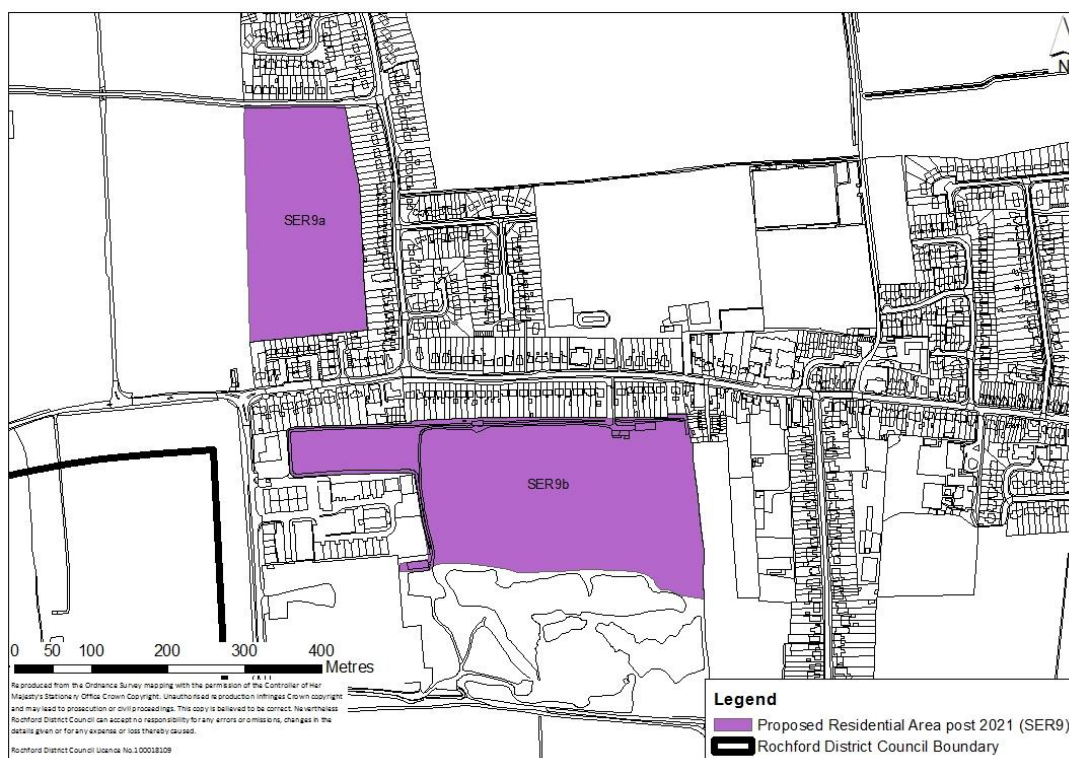 N
SER9a
SER9b
0 50 100 200 300 400
Metres
Reproduced from the Ordnance Survey mapping with the permission of the Controller of Her
Majesty's Stationery Office Crown Copyright. Unauthorised reproduction infringes Crown copyright
and may lead to prosecution or civil proceedings. This copy is believed to be correct. Nevertheless
Rochford District Council can accept no responsibility for any errors or omissions, changes in the
details given or for any expense or loss thereby caused.
Rochford District Council Licence No.100018109
Legend
Proposed Residential Area post 2021 (SER9)
Rochford District Council Boundary